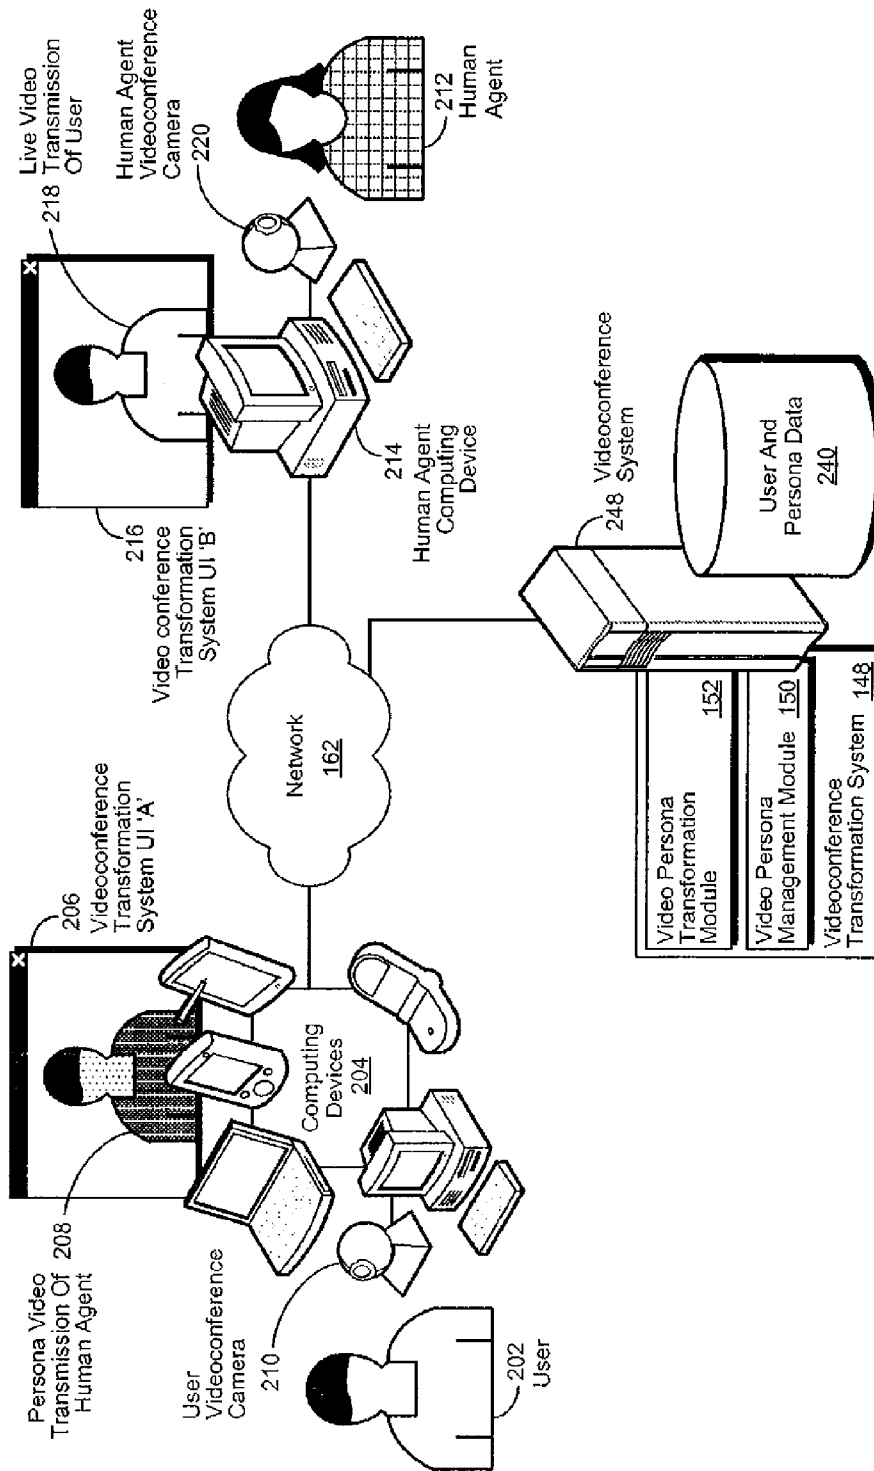 Persona Video
Transmission Of
Human Agent
208
206
Videoconference
Transformation
System UI 'A'
User
Videoconference
Camera
210
202
User
Computing
Devices
204
Network
162
216
Video conference
Transformation
System UI 'B'
218
Live Video
Transmission
Of User
Human Agent
Videoconference
Camera
220
212
Human
Agent
214
Human Agent
Computing
Device
248 Videoconference
System
User And
Persona Data
240
Video Persona
Transformation
Module
152
Video Persona
Management Module 150
Videoconference
Transformation System 148
X
X